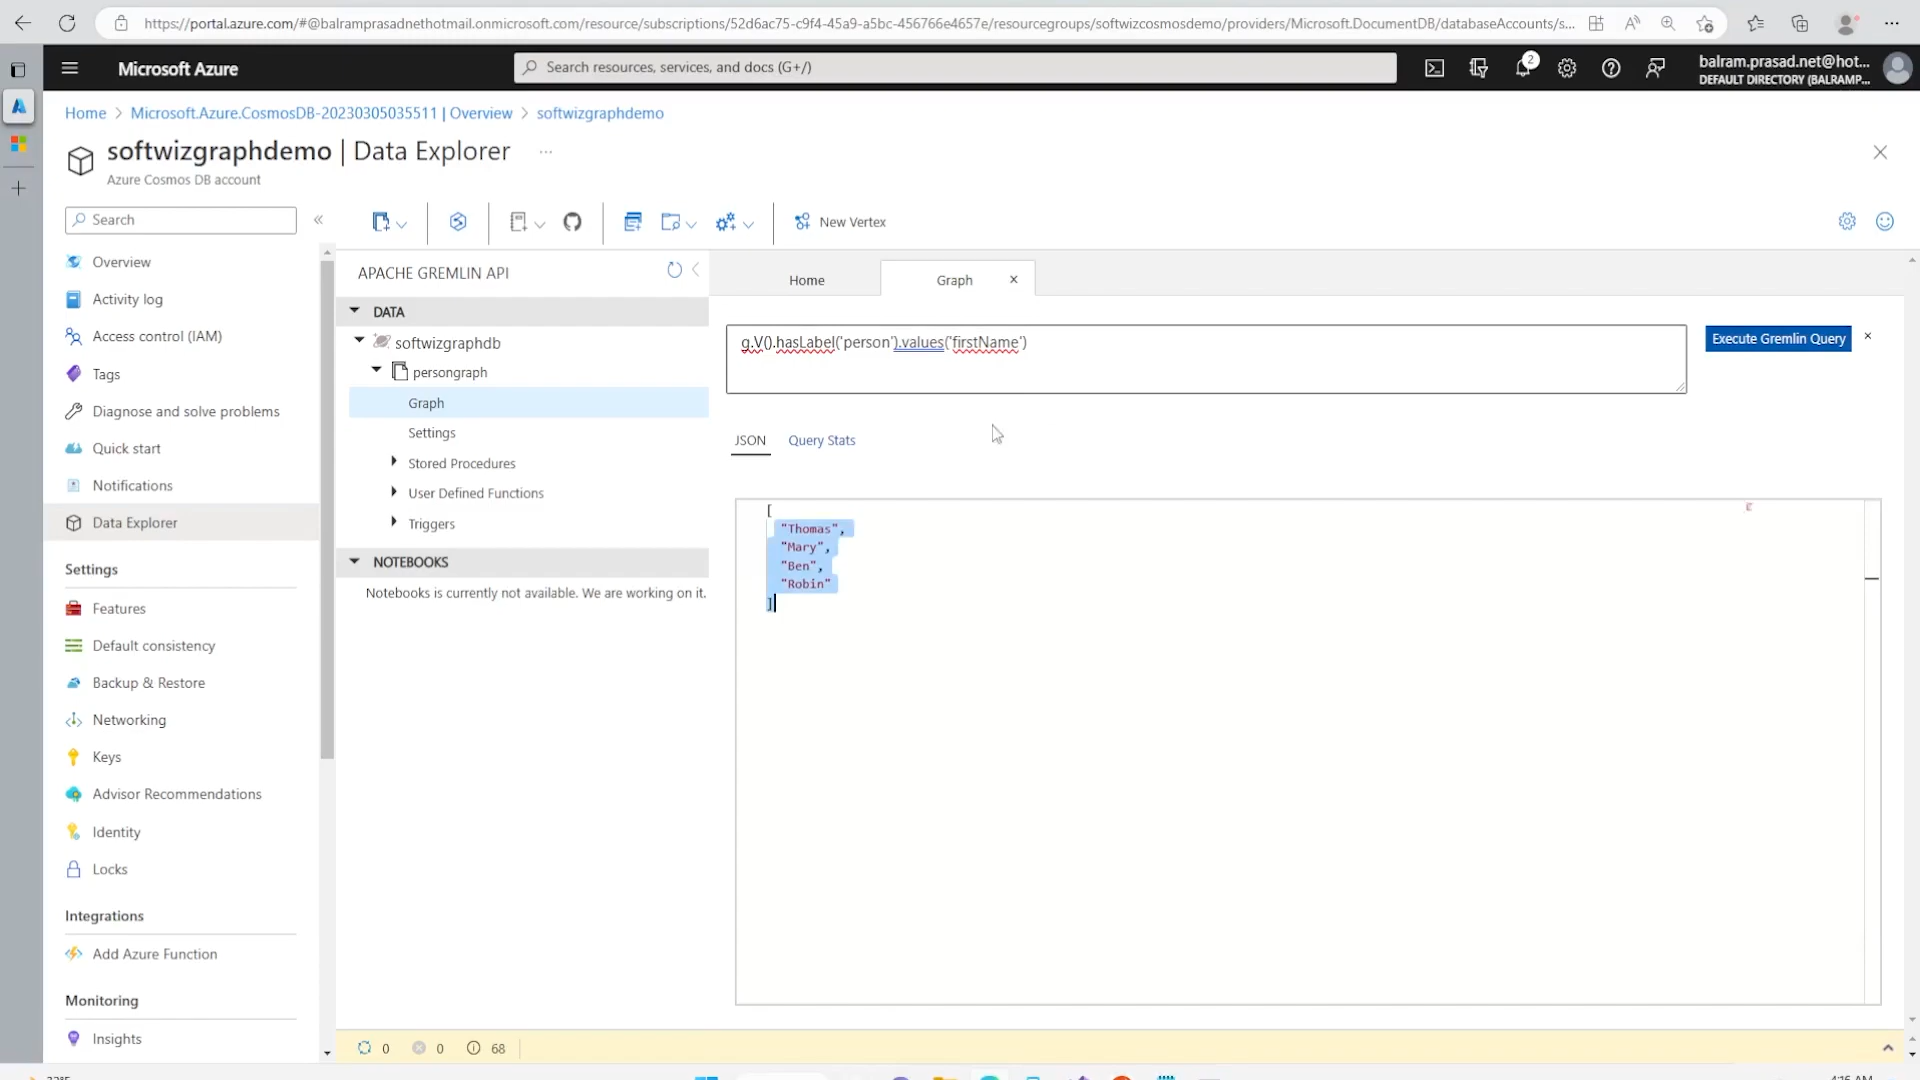 https://portal.azure.com/#@balramprasadnethotmail.onmicrosoft.com/resource/subscriptions/52d6ac75-c9f4-45a9-a5bc-456766e4657e/resourcegroups/softwizcosmosdemo/providers/Microsoft.DocumentDB/databaseAccounts/s...
Microsoft Azure
Search resources, services, and docs (G+/)
2
balram.prasad.net@hot...
DEFAULT DIRECTORY (BALRAMP...
Home > Microsoft.Azure.CosmosDB-20230305035511 | Overview > softwizgraphdemo
softwizgraphdemo | Data Explorer ...
Azure Cosmos DB account
Search
«
New Vertex
Overview
Activity log
Access control (IAM)
Tags
Diagnose and solve problems
Quick start
Notifications
Data Explorer
Settings
Features
Default consistency
Backup & Restore
Networking
Keys
Advisor Recommendations
Identity
Locks
Integrations
Add Azure Function
Monitoring
Insights
APACHE GREMLIN API
DATA
softwizgraphdb
persongraph
Graph
Settings
Stored Procedures
User Defined Functions
Triggers
NOTEBOOKS
Notebooks is currently not available. We are working on it.
Home
Graph
g.V().hasLabel('person').values('firstName')
Execute Gremlin Query
JSON
Query Stats
[
"Thomas",
"Mary",
"Ben",
"Robin"
]
0 0 68